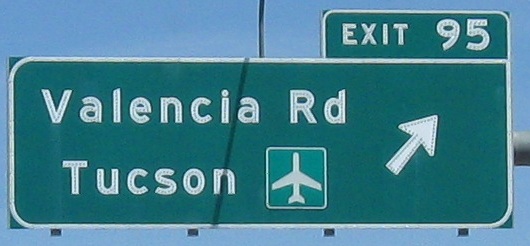 EXIT 95
Valencia Rd
Tucson